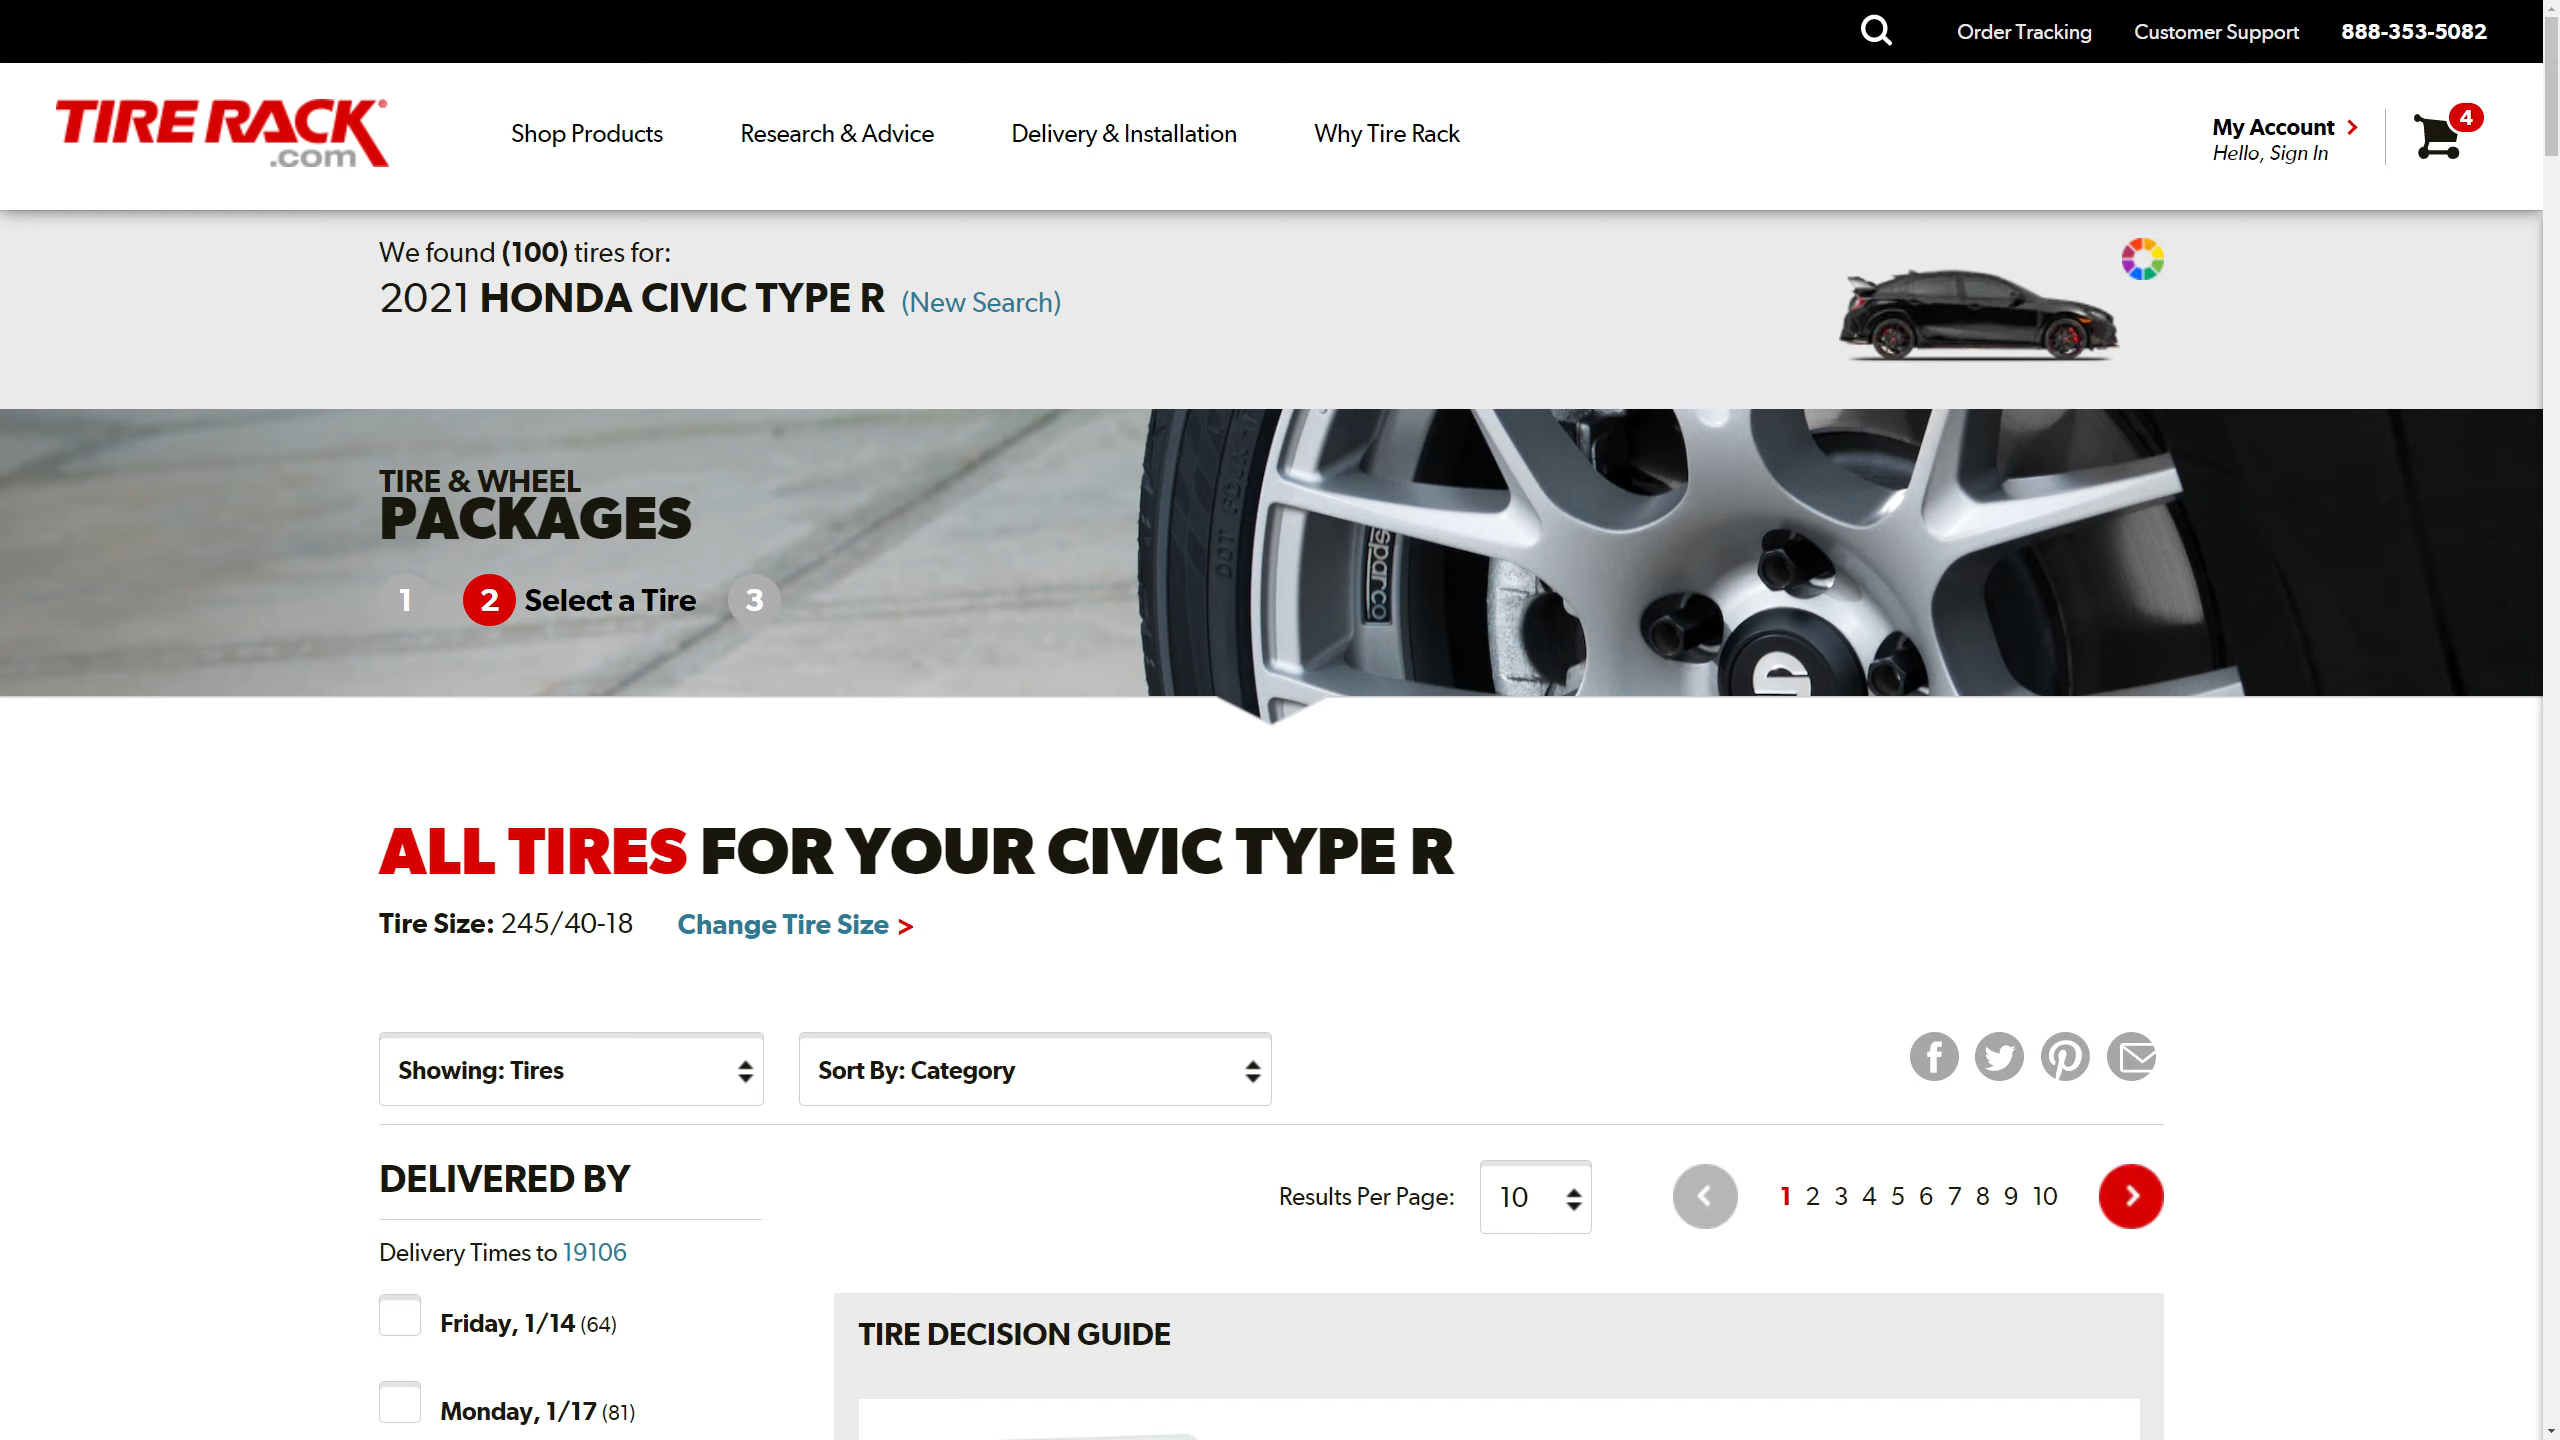 Order Tracking
Customer Support
888-353-5082
TIRE RACK
.com
Shop Products
Research & Advice
Delivery & Installation
Why Tire Rack
My Account
Hello, Sign In
4
We found (100) tires for:
2021 HONDA CIVIC TYPE R (New Search)
TIRE & WHEEL
PACKAGES
1
2 Select a Tire
3
sparco
ALL TIRES FOR YOUR CIVIC TYPE R
Tire Size: 245/40-18
Change Tire Size >
Showing: Tires
Sort By: Category
DELIVERED BY
Results Per Page:
10
1 2 3 4 5 6 7 8 9 10
Delivery Times to 19106
Friday, 1/14 (64)
Monday, 1/17 (81)
TIRE DECISION GUIDE